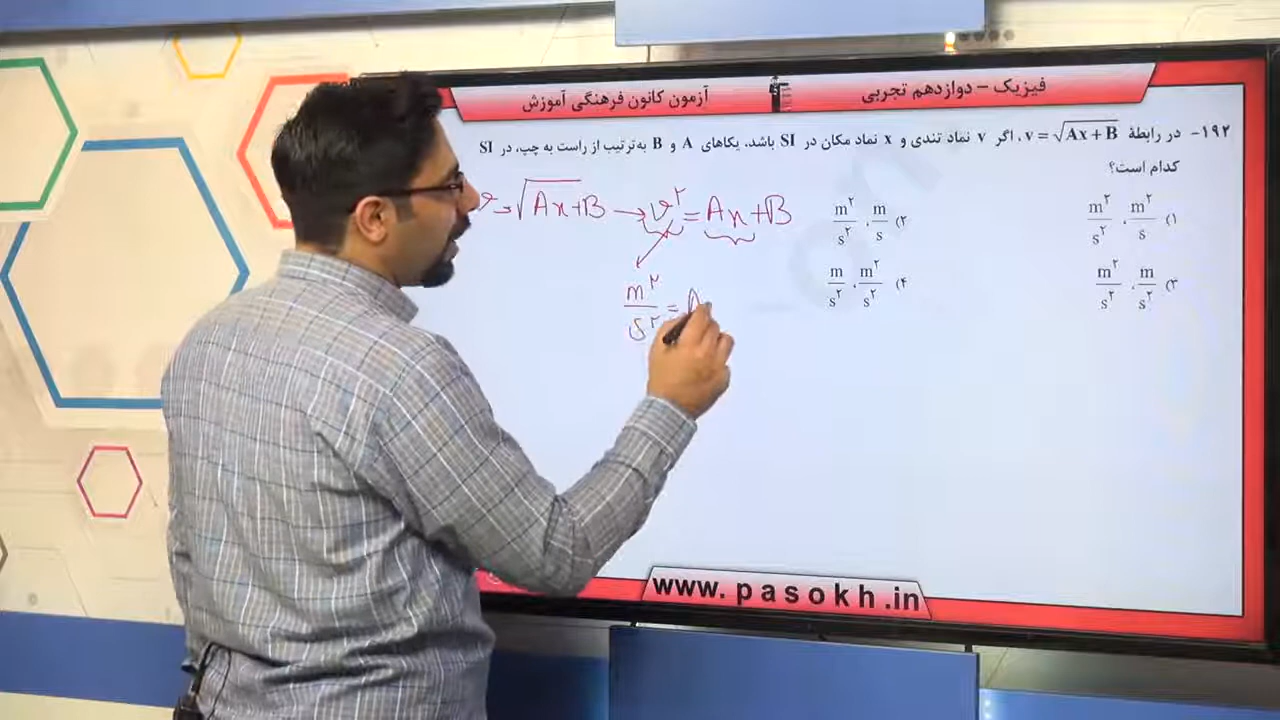 فیزیک – دوازدهم تجربی
آزمون کانون فرهنگی آموزش
۱۹۲- در رابطهٔ v = √Ax + B، اگر v نماد تندی و x نماد مکان در SI باشد، یکاهای A و B به‌ترتیب از راست به چپ، در SI
کدام است؟
۱) m²/s ، m²/s²
۲) m/s ، m²/s²
۳) m/s² ، m²/s²
۴) m²/s² ، m/s²
v = √Ax + B → v² = Ax + B
m²/s² = A
www.pasokh.in